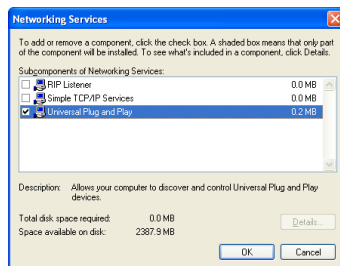 Networking Services
To add or remove a component, click the check box. A shaded box means that only part
of the component will be installed. To see what's included in a component, click Details.
Subcomponents of Networking Services:
RIP Listener 0.0 MB
Simple TCP/IP Services 0.0 MB
Universal Plug and Play 0.2 MB
Description: Allows your computer to discover and control Universal Plug and Play
devices.
Total disk space required: 0.0 MB
Space available on disk: 2387.9 MB
Details...
OK Cancel